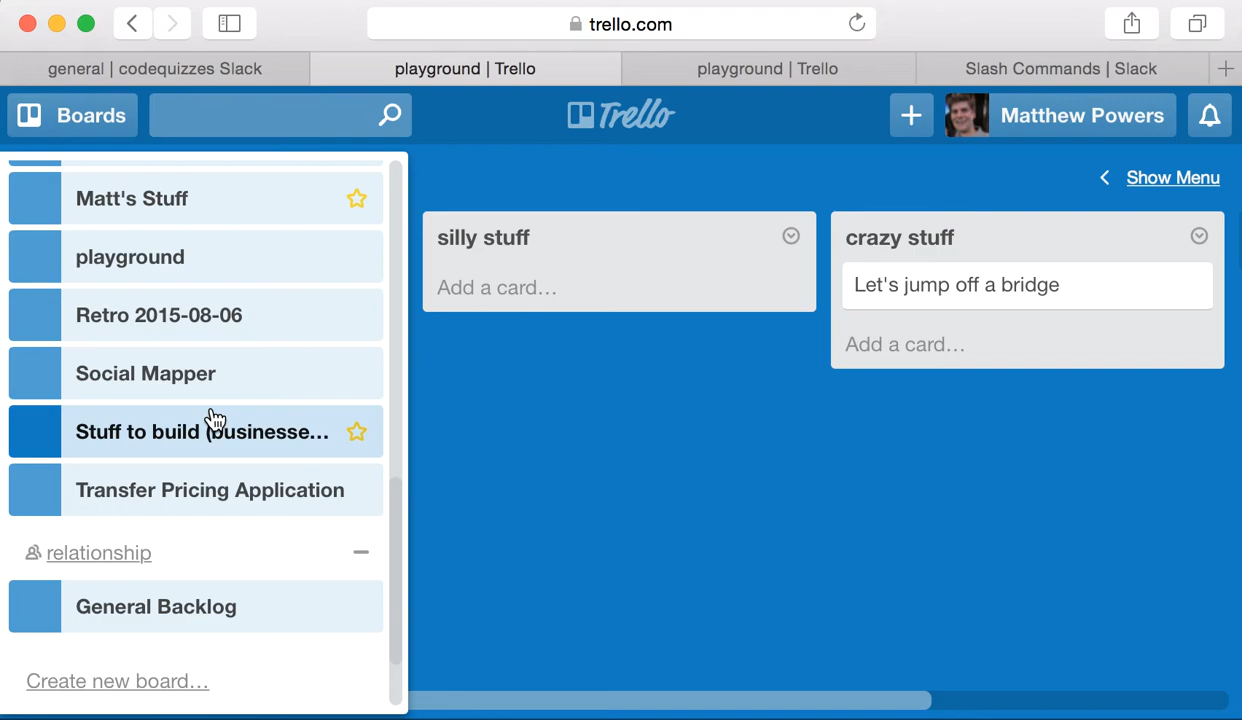 trello.com
general | codequizzes Slack
playground | Trello
playground | Trello
Slash Commands | Slack
Boards
Trello
Matthew Powers
Show Menu
Matt's Stuff
playground
Retro 2015-08-06
Social Mapper
Stuff to build (businesse...
Transfer Pricing Application
relationship
General Backlog
Create new board...
silly stuff
Add a card...
crazy stuff
Let's jump off a bridge
Add a card...